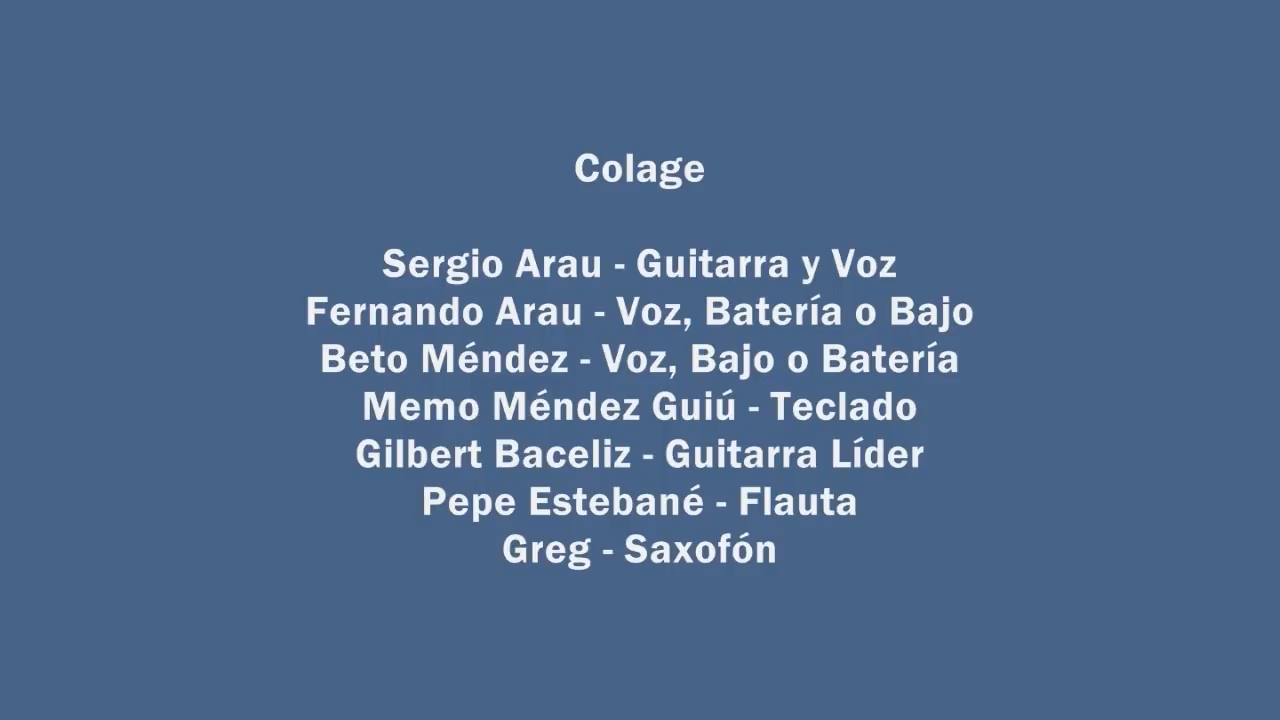 Colage
Sergio Arau - Guitarra y Voz
Fernando Arau - Voz, Batería o Bajo
Beto Méndez - Voz, Bajo o Batería
Memo Méndez Guiú - Teclado
Gilbert Baceliz - Guitarra Líder
Pepe Estebané - Flauta
Greg - Saxofón